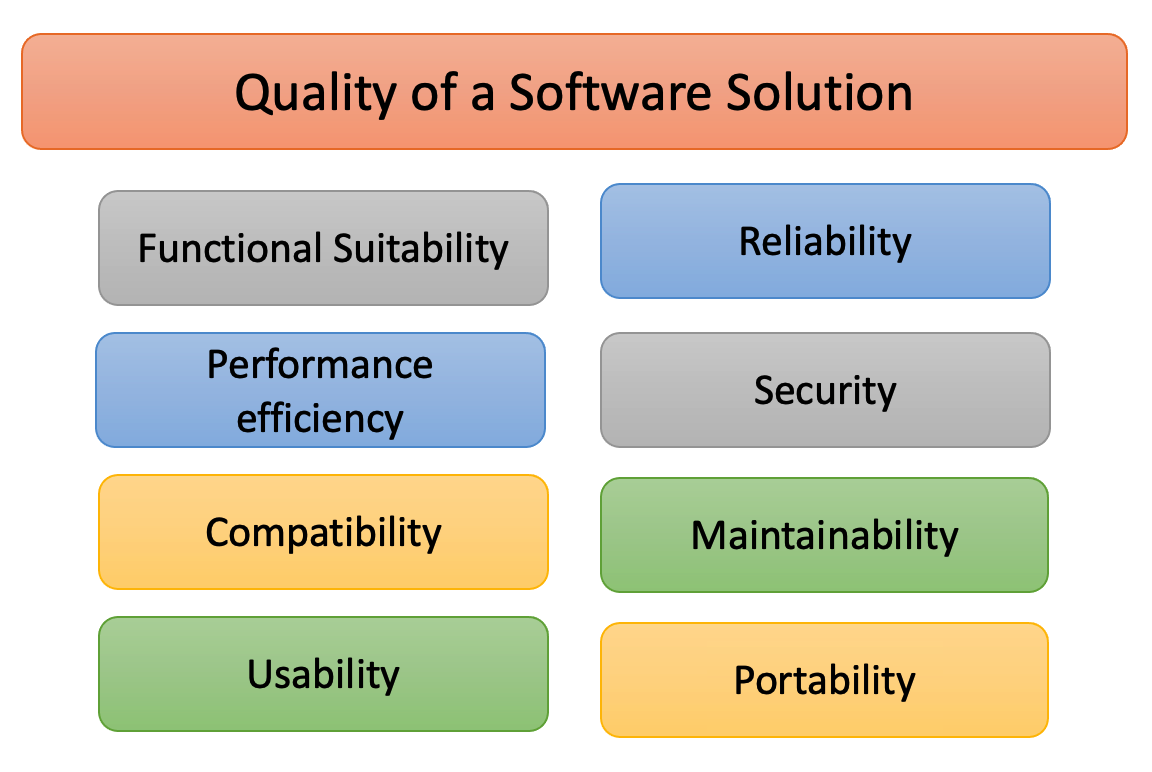 Quality of a Software Solution
Functional Suitability
Reliability
Performance
efficiency
Security
Compatibility
Maintainability
Usability
Portability